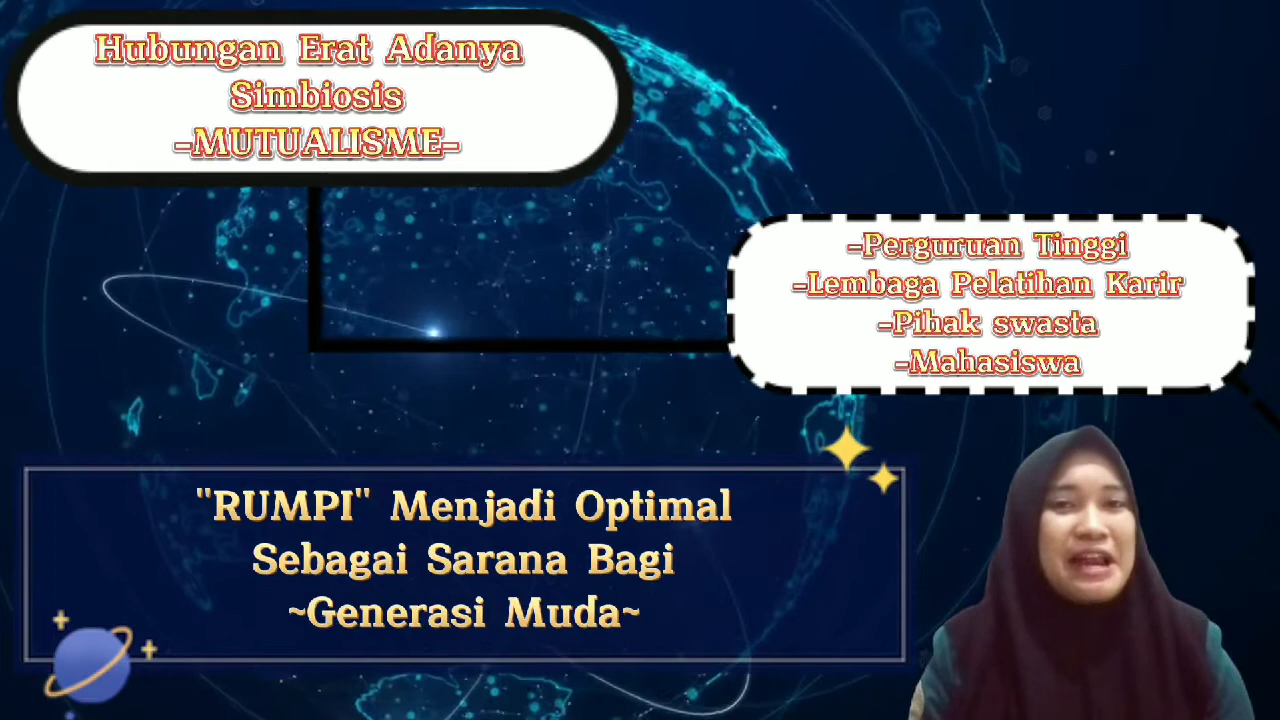 Hubungan Erat Adanya
Simbiosis
-MUTUALISME-
-Perguruan Tinggi
-Lembaga Pelatihan Karir
-Pihak swasta
-Mahasiswa
"RUMPI" Menjadi Optimal
Sebagai Sarana Bagi
~Generasi Muda~